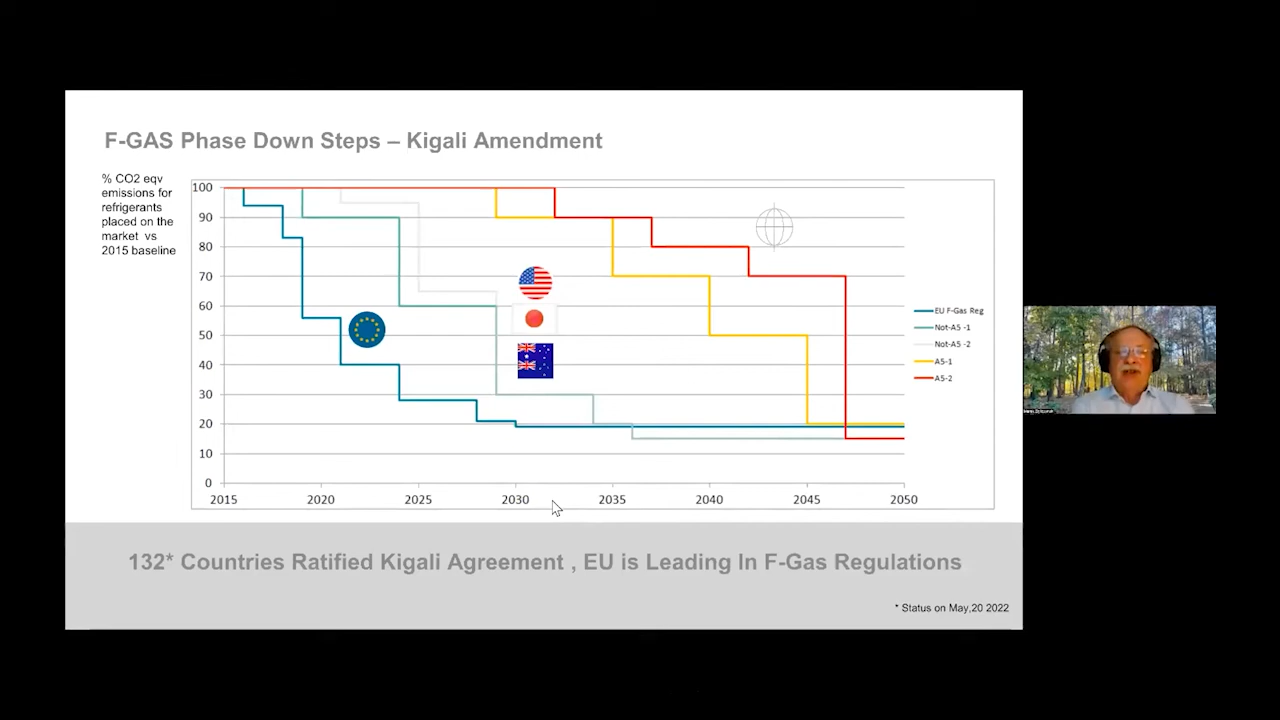 F-GAS Phase Down Steps – Kigali Amendment
% CO2 eqv
emissions for
refrigerants
placed on the
market vs
2015 baseline
100
90
80
70
60
50
40
30
20
10
0
2015 2020 2025 2030 2035 2040 2045 2050
EU F-Gas Reg
Not-A5 -1
Not-A5 -2
A5-1
A5-2
132* Countries Ratified Kigali Agreement , EU is Leading In F-Gas Regulations
* Status on May,20 2022